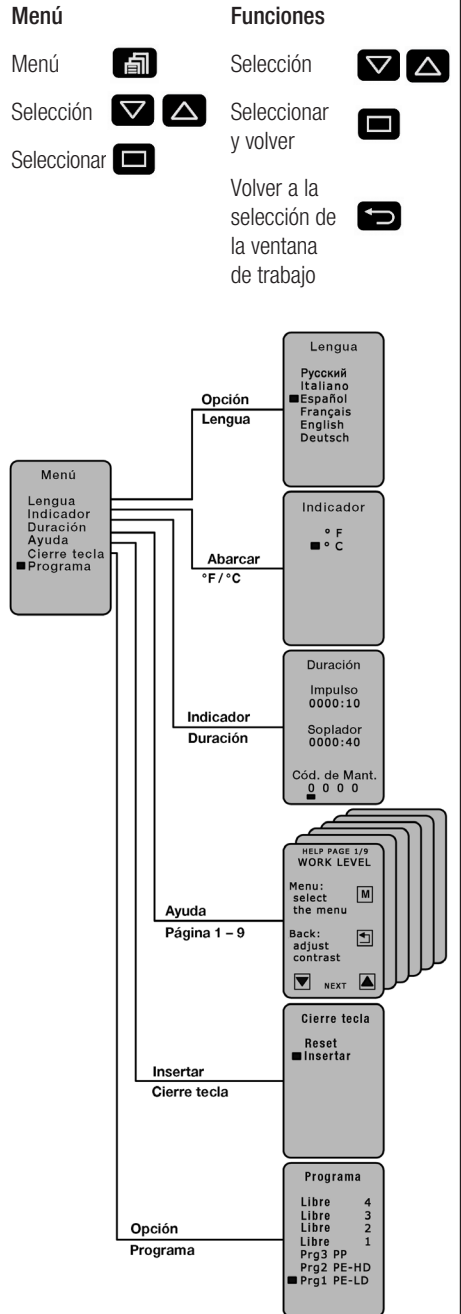 Menú
Menú
Selección
Seleccionar
Funciones
Selección
Seleccionar
y volver
Volver a la
selección de
la ventana
de trabajo
Menú
Lengua
Indicador
Duración
Ayuda
Cierre tecla
Programa
Opción
Lengua
Lengua
Русский
Italiano
Español
Français
English
Deutsch
Abarcar
°F / °C
Indicador
° F
° C
Indicador
Duración
Duración
Impulso
0000:10
Soplador
0000:40
Cód. de Mant.
0 0 0 0
Ayuda
Página 1 – 9
HELP PAGE 1/9
WORK LEVEL
Menu:
select
the menu
M
Back:
adjust
contrast
NEXT
Insertar
Cierre tecla
Cierre tecla
Reset
Insertar
Opción
Programa
Programa
Libre 4
Libre 3
Libre 2
Libre 1
Prg3 PP
Prg2 PE-HD
Prg1 PE-LD